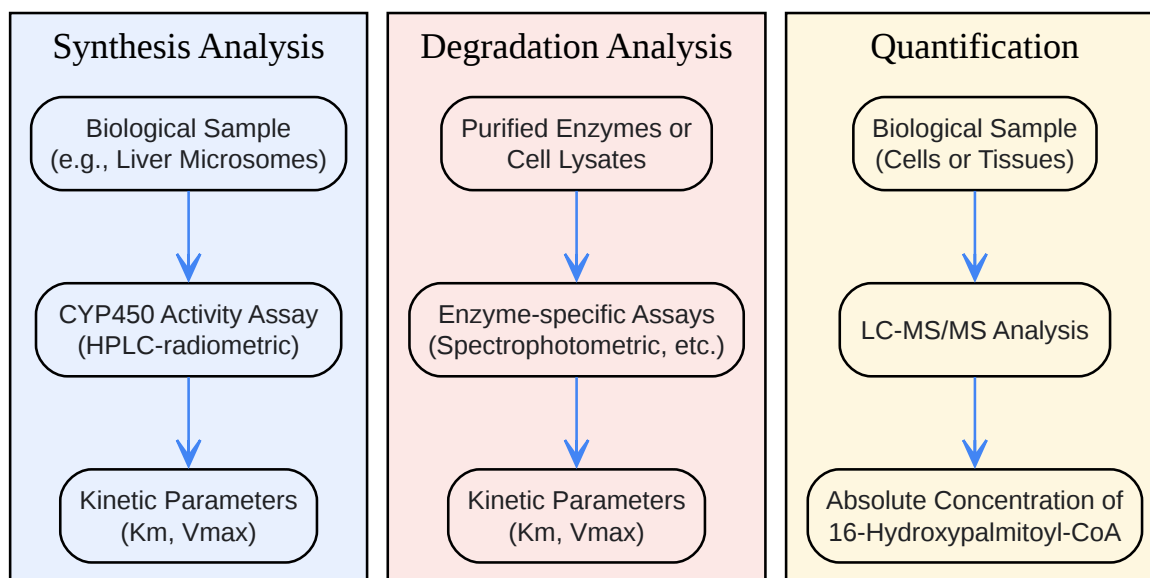 Synthesis Analysis
Biological Sample
(e.g., Liver Microsomes)
CYP450 Activity Assay
(HPLC-radiometric)
Kinetic Parameters
(Km, Vmax)
Degradation Analysis
Purified Enzymes or
Cell Lysates
Enzyme-specific Assays
(Spectrophotometric, etc.)
Kinetic Parameters
(Km, Vmax)
Quantification
Biological Sample
(Cells or Tissues)
LC-MS/MS Analysis
Absolute Concentration of
16-Hydroxypalmitoyl-CoA